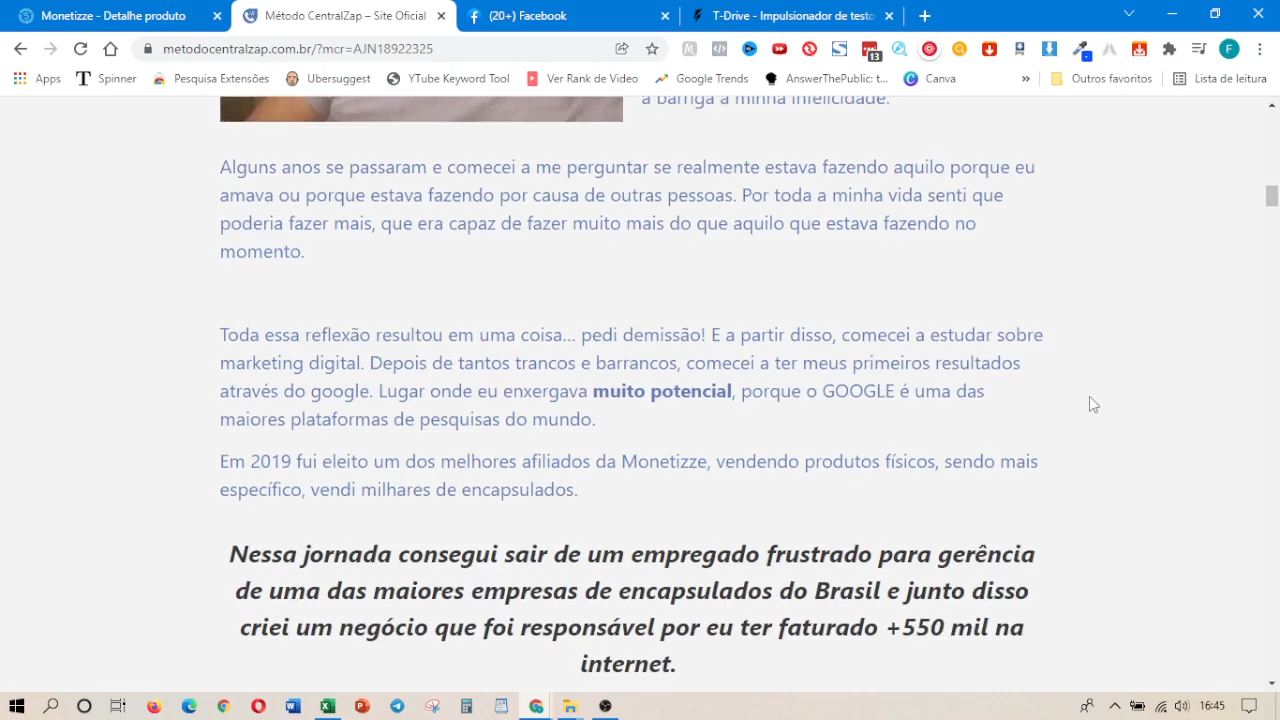 Monetizze - Detalhe produto
Método CentralZap – Site Oficial
(20+) Facebook
T-Drive - Impulsionador de testo
metodocentralzap.com.br/?mcr=AJN18922325
13
F
Apps
Spinner
Pesquisa Extensões
Ubersuggest
YTube Keyword Tool
Ver Rank de Video
Google Trends
AnswerThePublic: t...
Canva
»
Outros favoritos
Lista de leitura
a barriga a minha infelicidade.
Alguns anos se passaram e comecei a me perguntar se realmente estava fazendo aquilo porque eu
amava ou porque estava fazendo por causa de outras pessoas. Por toda a minha vida senti que
poderia fazer mais, que era capaz de fazer muito mais do que aquilo que estava fazendo no
momento.
Toda essa reflexão resultou em uma coisa… pedi demissão! E a partir disso, comecei a estudar sobre
marketing digital. Depois de tantos trancos e barrancos, comecei a ter meus primeiros resultados
através do google. Lugar onde eu enxergava muito potencial, porque o GOOGLE é uma das
maiores plataformas de pesquisas do mundo.
Em 2019 fui eleito um dos melhores afiliados da Monetizze, vendendo produtos físicos, sendo mais
específico, vendi milhares de encapsulados.
Nessa jornada consegui sair de um empregado frustrado para gerência
de uma das maiores empresas de encapsulados do Brasil e junto disso
criei um negócio que foi responsável por eu ter faturado +550 mil na
internet.
16:45